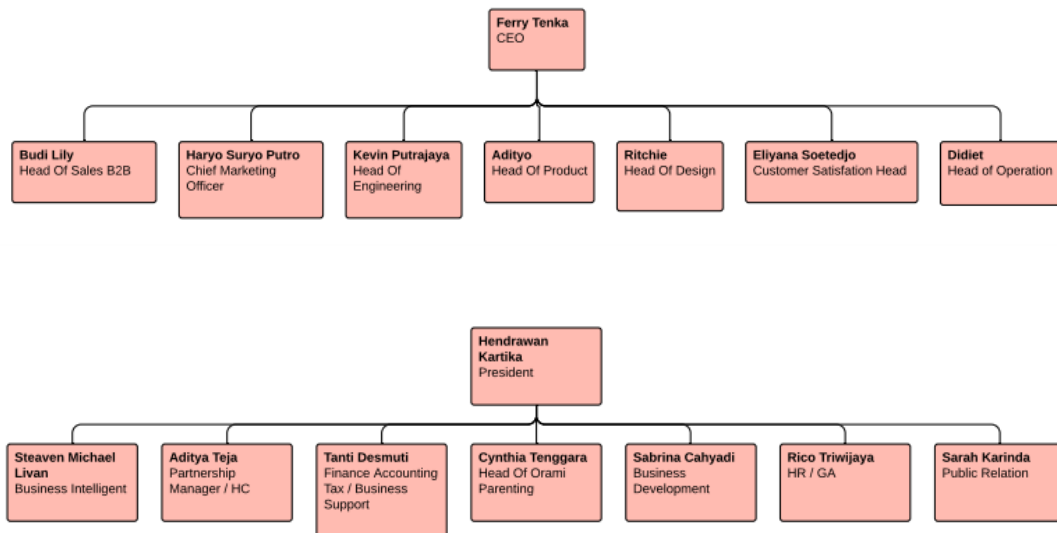 Ferry Tenka
CEO
Budi Lily
Head Of Sales B2B
Haryo Suryo Putro
Chief Marketing
Officer
Kevin Putrajaya
Head Of
Engineering
Adityo
Head Of Product
Ritchie
Head Of Design
Eliyana Soetedjo
Customer Satisfation Head
Didiet
Head of Operation
Hendrawan
Kartika
President
Steaven Michael
Livan
Business Intelligent
Aditya Teja
Partnership
Manager / HC
Tanti Desmuti
Finance Accounting
Tax / Business
Support
Cynthia Tenggara
Head Of Orami
Parenting
Sabrina Cahyadi
Business
Development
Rico Triwijaya
HR / GA
Sarah Karinda
Public Relation